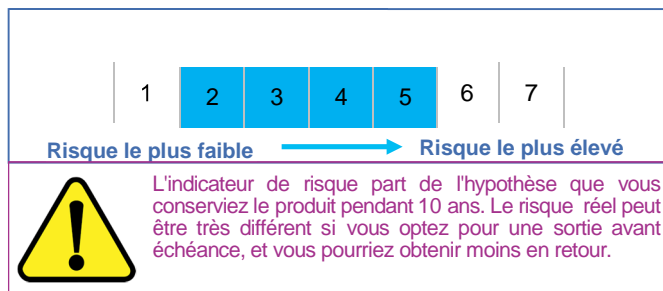 1 2 3 4 5 6 7
Risque le plus faible Risque le plus élevé
L'indicateur de risque part de l'hypothèse que vous
conserviez le produit pendant 10 ans. Le risque réel peut
être très différent si vous optez pour une sortie avant
échéance, et vous pourriez obtenir moins en retour.